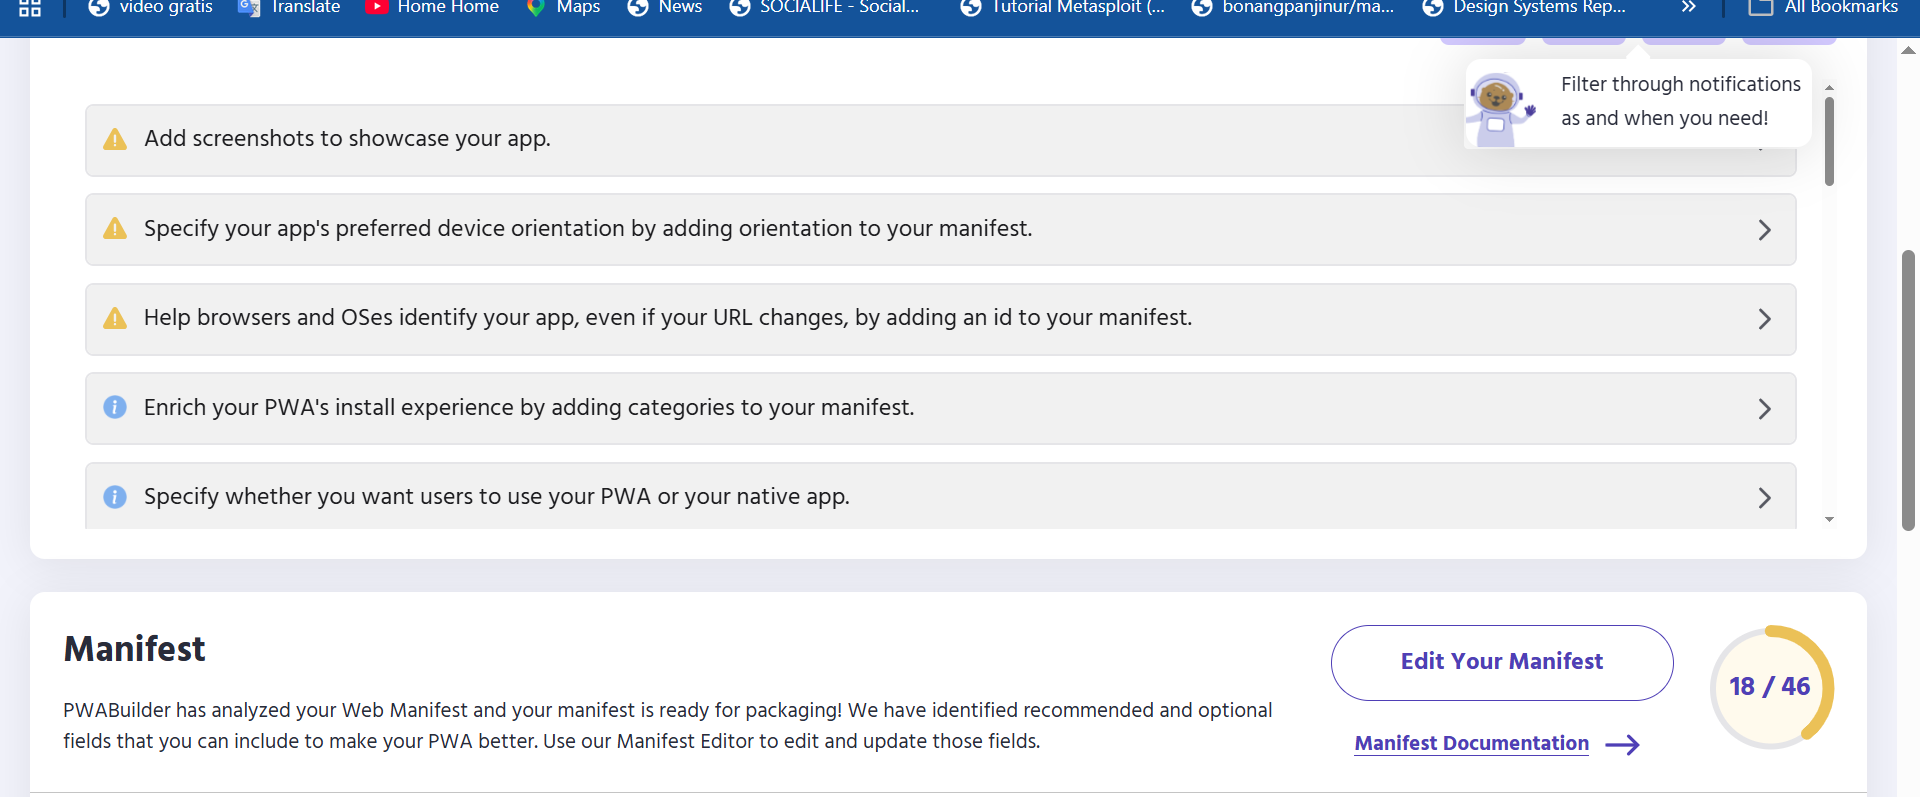 video gratis
Translate
Home Home
Maps
News
SOCIALIFE - Social...
Tutorial Metasploit (...
bonangpanjinur/ma...
Design Systems Rep...
All Bookmarks
Filter through notifications
as and when you need!
Add screenshots to showcase your app.
Specify your app's preferred device orientation by adding orientation to your manifest.
Help browsers and OSes identify your app, even if your URL changes, by adding an id to your manifest.
Enrich your PWA's install experience by adding categories to your manifest.
Specify whether you want users to use your PWA or your native app.
Manifest
PWABuilder has analyzed your Web Manifest and your manifest is ready for packaging! We have identified recommended and optional
fields that you can include to make your PWA better. Use our Manifest Editor to edit and update those fields.
Edit Your Manifest
Manifest Documentation
18 / 46